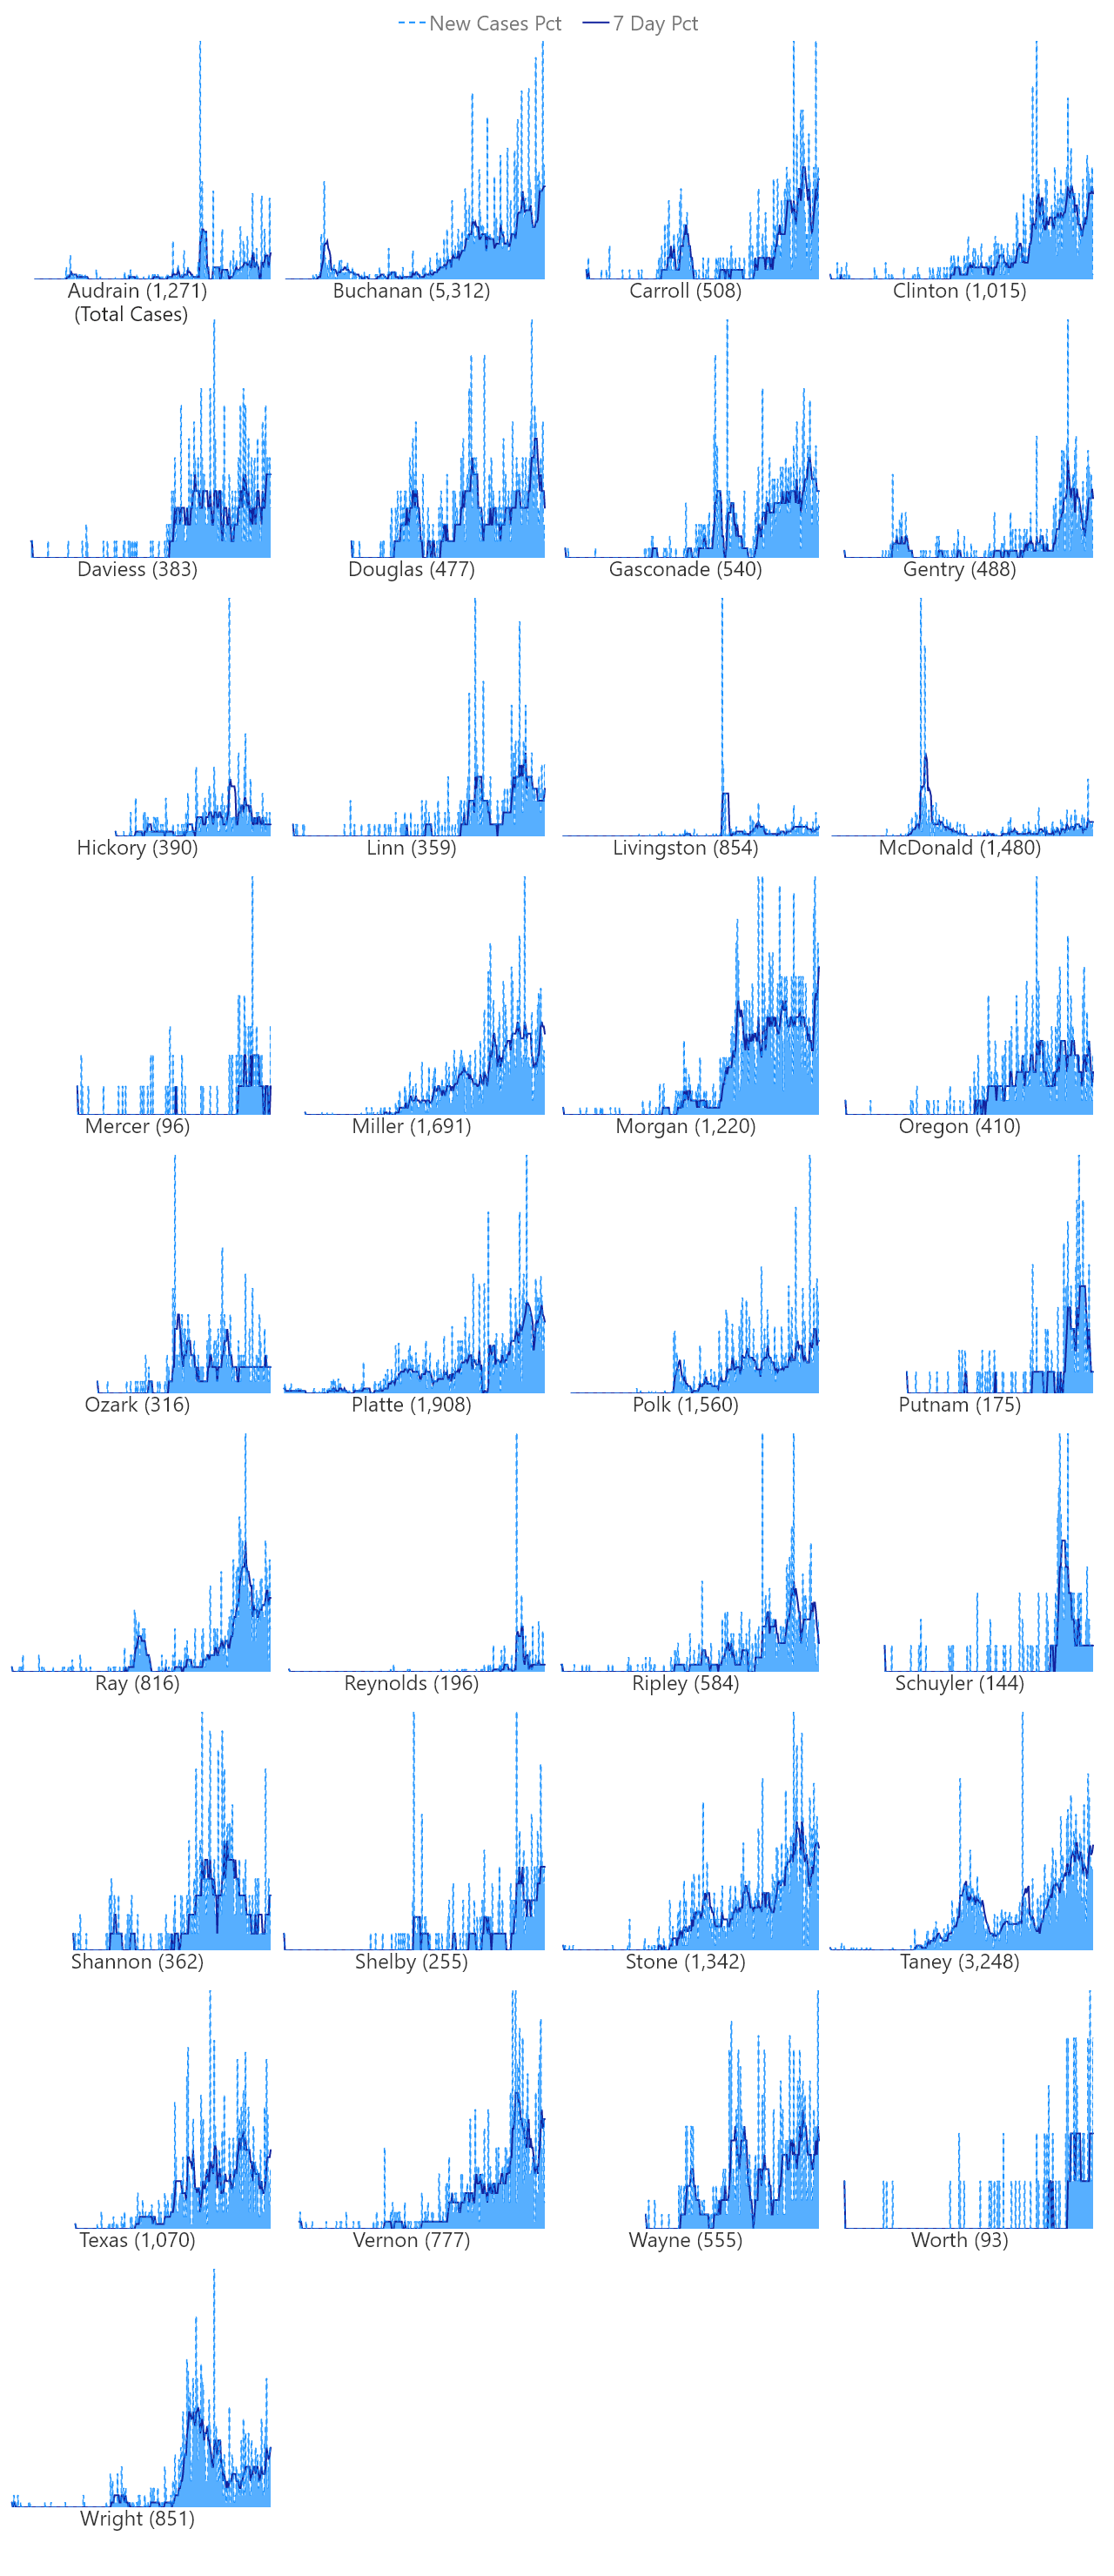 New Cases Pct 7 Day Pct
Audrain (1,271) Buchanan (5,312) Carroll (508) Clinton (1,015)
(Total Cases)
Daviess (383) Douglas (477) Gasconade (540) Gentry (488)
Hickory (390) Linn (359) Livingston (854) McDonald (1,480)
Mercer (96) Miller (1,691) Morgan (1,220) Oregon (410)
Ozark (316) Platte (1,908) Polk (1,560) Putnam (175)
Ray (816) Reynolds (196) Ripley (584) Schuyler (144)
Shannon (362) Shelby (255) Stone (1,342) Taney (3,248)
Texas (1,070) Vernon (777) Wayne (555) Worth (93)
Wright (851)